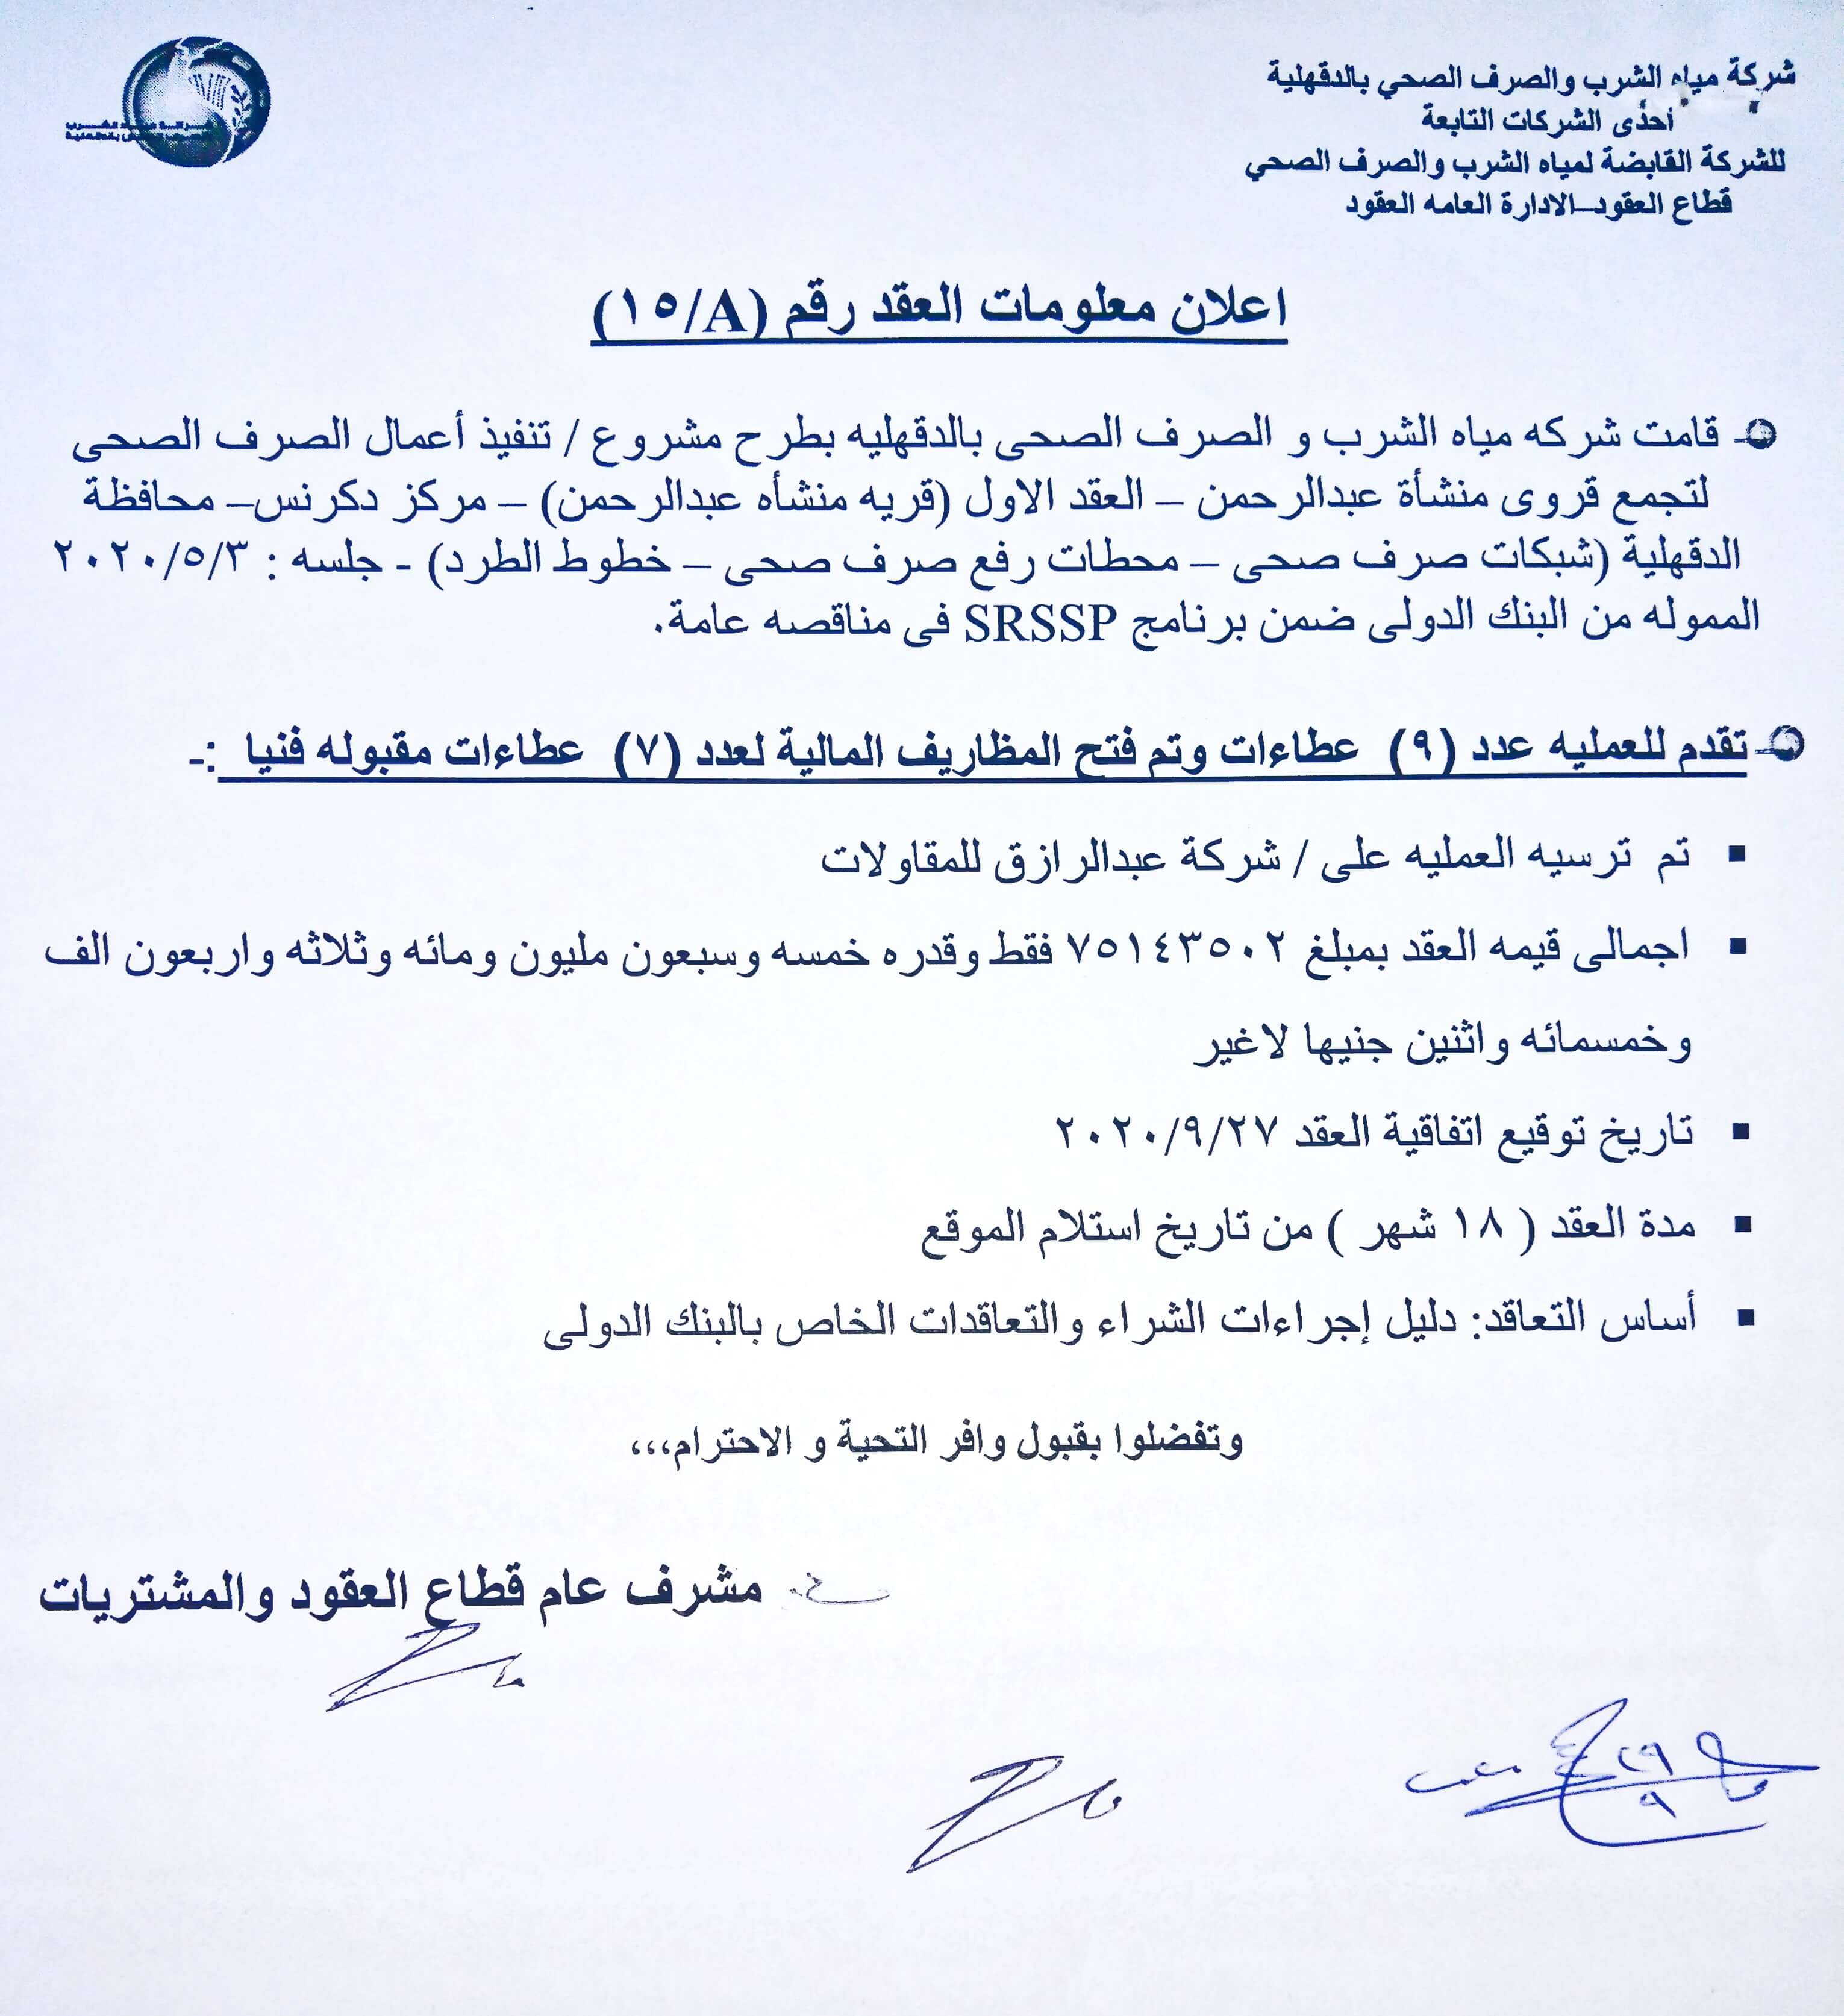 شركة مياه الشرب والصرف الصحي بالدقهلية
أحدى الشركات التابعة
للشركة القابضة لمياه الشرب والصرف الصحي
قطاع العقود–الادارة العامه العقود
اعلان معلومات العقد رقم (١٥/A)
قامت شركه مياه الشرب و الصرف الصحى بالدقهليه بطرح مشروع / تنفيذ أعمال الصرف الصحى
لتجمع قروى منشأة عبدالرحمن – العقد الاول (قريه منشأه عبدالرحمن) – مركز دكرنس– محافظة
الدقهلية (شبكات صرف صحى – محطات رفع صرف صحى – خطوط الطرد) - جلسه : ٢٠٢٠/٥/٣
الممولة من البنك الدولى ضمن برنامج SRSSP فى مناقصه عامة.
تقدم للعمليه عدد (٩) عطاءات وتم فتح المظاريف المالية لعدد (٧) عطاءات مقبوله فنيا :-
▪ تم ترسيه العمليه على / شركة عبدالرازق للمقاولات
▪ اجمالى قيمه العقد بمبلغ ٧٥١٤٣٥٠٢ فقط وقدره خمسه وسبعون مليون ومائه وثلاثه واربعون الف
وخمسمائه واثنين جنيها لاغير
▪ تاريخ توقيع اتفاقية العقد ٢٠٢٠/٩/٢٧
▪ مدة العقد ( ١٨ شهر ) من تاريخ استلام الموقع
▪ أساس التعاقد: دليل إجراءات الشراء والتعاقدات الخاص بالبنك الدولى
وتفضلوا بقبول وافر التحية و الاحترام،،،
مشرف عام قطاع العقود والمشتريات